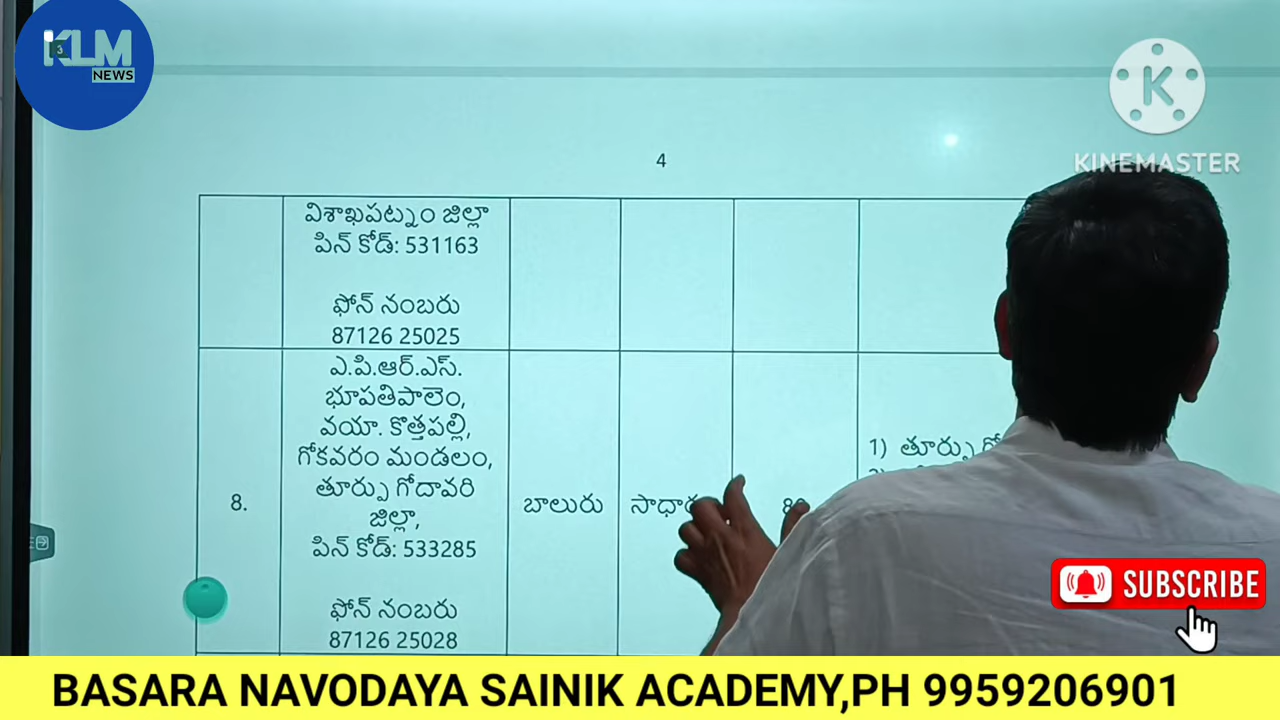 KLM
3
NEWS
K
KINEMASTER
4
విశాఖపట్నం జిల్లా
పిన్ కోడ్: 531163
ఫోన్ నంబరు
87126 25025
8.
ఎ.పి.ఆర్.ఎస్.
భూపతిపాలెం,
వయా. కొత్తపల్లి,
గోకవరం మండలం,
తూర్పు గోదావరి
జిల్లా,
పిన్ కోడ్: 533285
ఫోన్ నంబరు
87126 25028
బాలురు
1) తూర్పు
SUBSCRIBE
BASARA NAVODAYA SAINIK ACADEMY,PH 9959206901